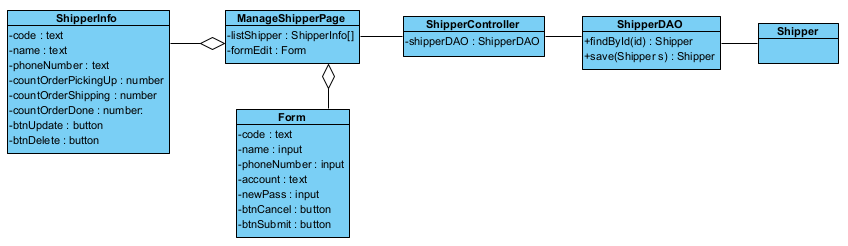 ShipperInfo
-code : text
-name : text
-phoneNumber : text
-countOrderPickingUp : number
-countOrderShipping : number
-countOrderDone : number:
-btnUpdate : button
-btnDelete : button
ManageShipperPage
-listShipper : ShipperInfo[]
-formEdit : Form
Form
-code : text
-name : input
-phoneNumber : input
-account : text
-newPass : input
-btnCancel : button
-btnSubmit : button
ShipperController
-shipperDAO : ShipperDAO
ShipperDAO
+findById(id) : Shipper
+save(Shipper s) : Shipper
Shipper